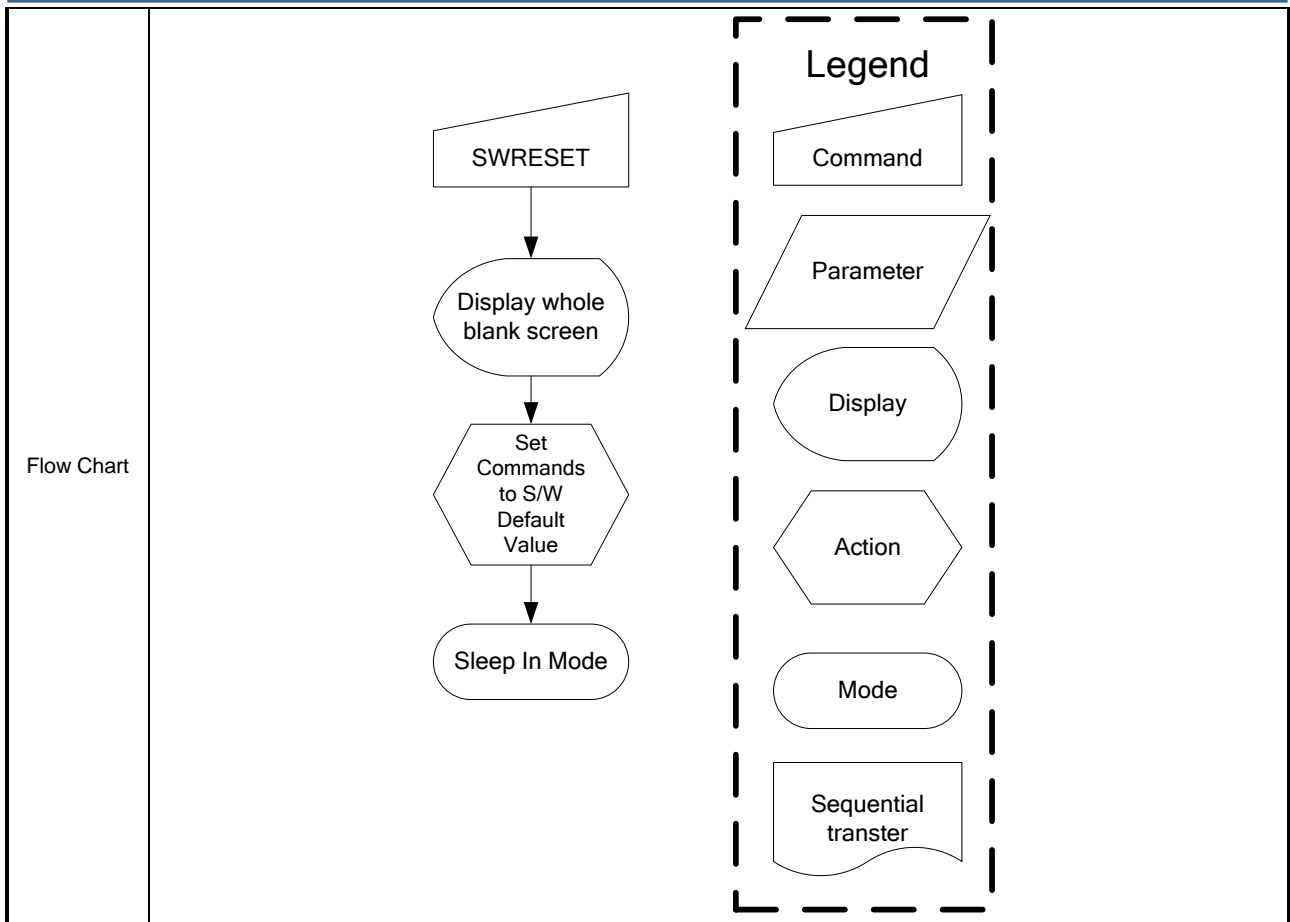 Flow Chart
SWRESET
Display whole
blank screen
Set
Commands
to S/W
Default
Value
Sleep In Mode
Legend
Command
Parameter
Display
Action
Mode
Sequential
transter